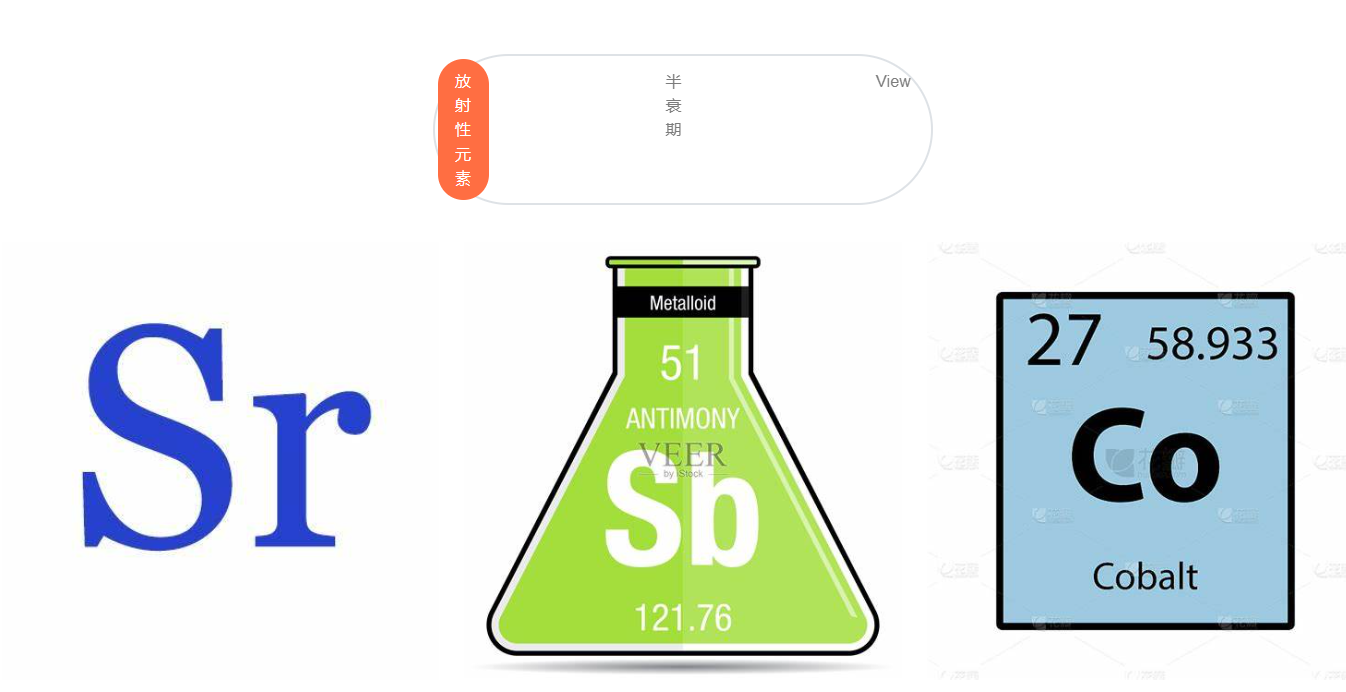 放
射
性
元
素
半
衰
期
View
Sr
Metalloid
51
ANTIMONY
VEER
by iStock
Sb
121.76
27
58.933
Co
Cobalt